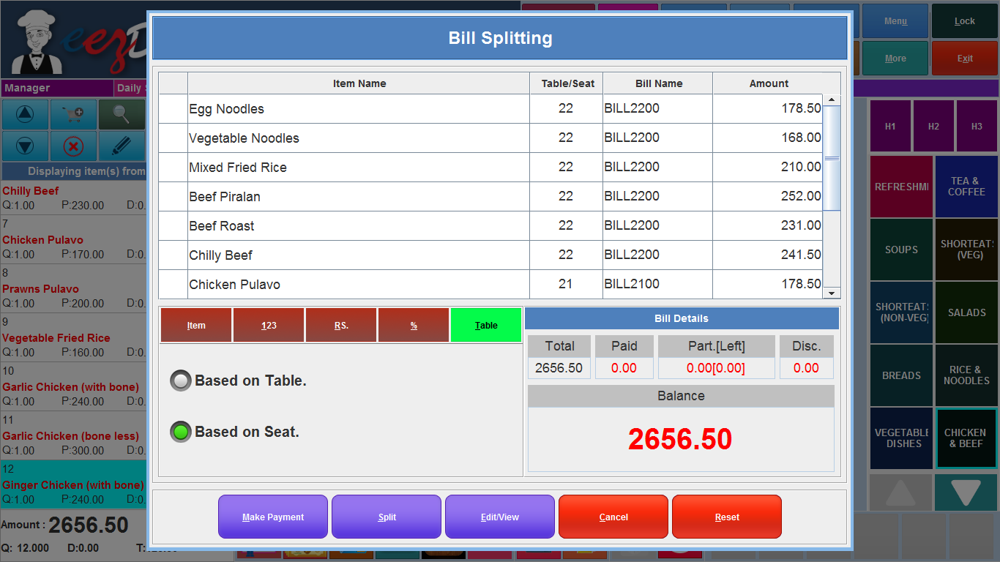 eez
Menu
Lock
More
Exit
Manager
Daily
Displaying item(s) from
Chilly Beef
Q:1.00 P:230.00 D:0.
7
Chicken Pulavo
Q:1.00 P:170.00 D:0.
8
Prawns Pulavo
Q:1.00 P:200.00 D:0.
9
Vegetable Fried Rice
Q:1.00 P:160.00 D:0.
10
Garlic Chicken (with bone)
Q:1.00 P:240.00 D:0.
11
Garlic Chicken (bone less)
Q:1.00 P:300.00 D:0.
12
Ginger Chicken (with bone)
Q:1.00 P:240.00 D:0.
Amount : 2656.50
Q: 12.000 D:0.00
Bill Splitting
Item Name Table/Seat Bill Name Amount
Egg Noodles 22 BILL2200 178.50
Vegetable Noodles 22 BILL2200 168.00
Mixed Fried Rice 22 BILL2200 210.00
Beef Piralan 22 BILL2200 252.00
Beef Roast 22 BILL2200 231.00
Chilly Beef 22 BILL2200 241.50
Chicken Pulavo 21 BILL2100 178.50
Item 123 RS. % Table
Based on Table.
Based on Seat.
Bill Details
Total Paid Part.[Left] Disc.
2656.50 0.00 0.00[0.00] 0.00
Balance
2656.50
Make Payment Split Edit/View Cancel Reset
H1 H2 H3
REFRESHM
TEA &
COFFEE
SOUPS
SHORTEATS
(VEG)
SHORTEATS
(NON-VEG)
SALADS
BREADS
RICE &
NOODLES
VEGETABLE
DISHES
CHICKEN
& BEEF